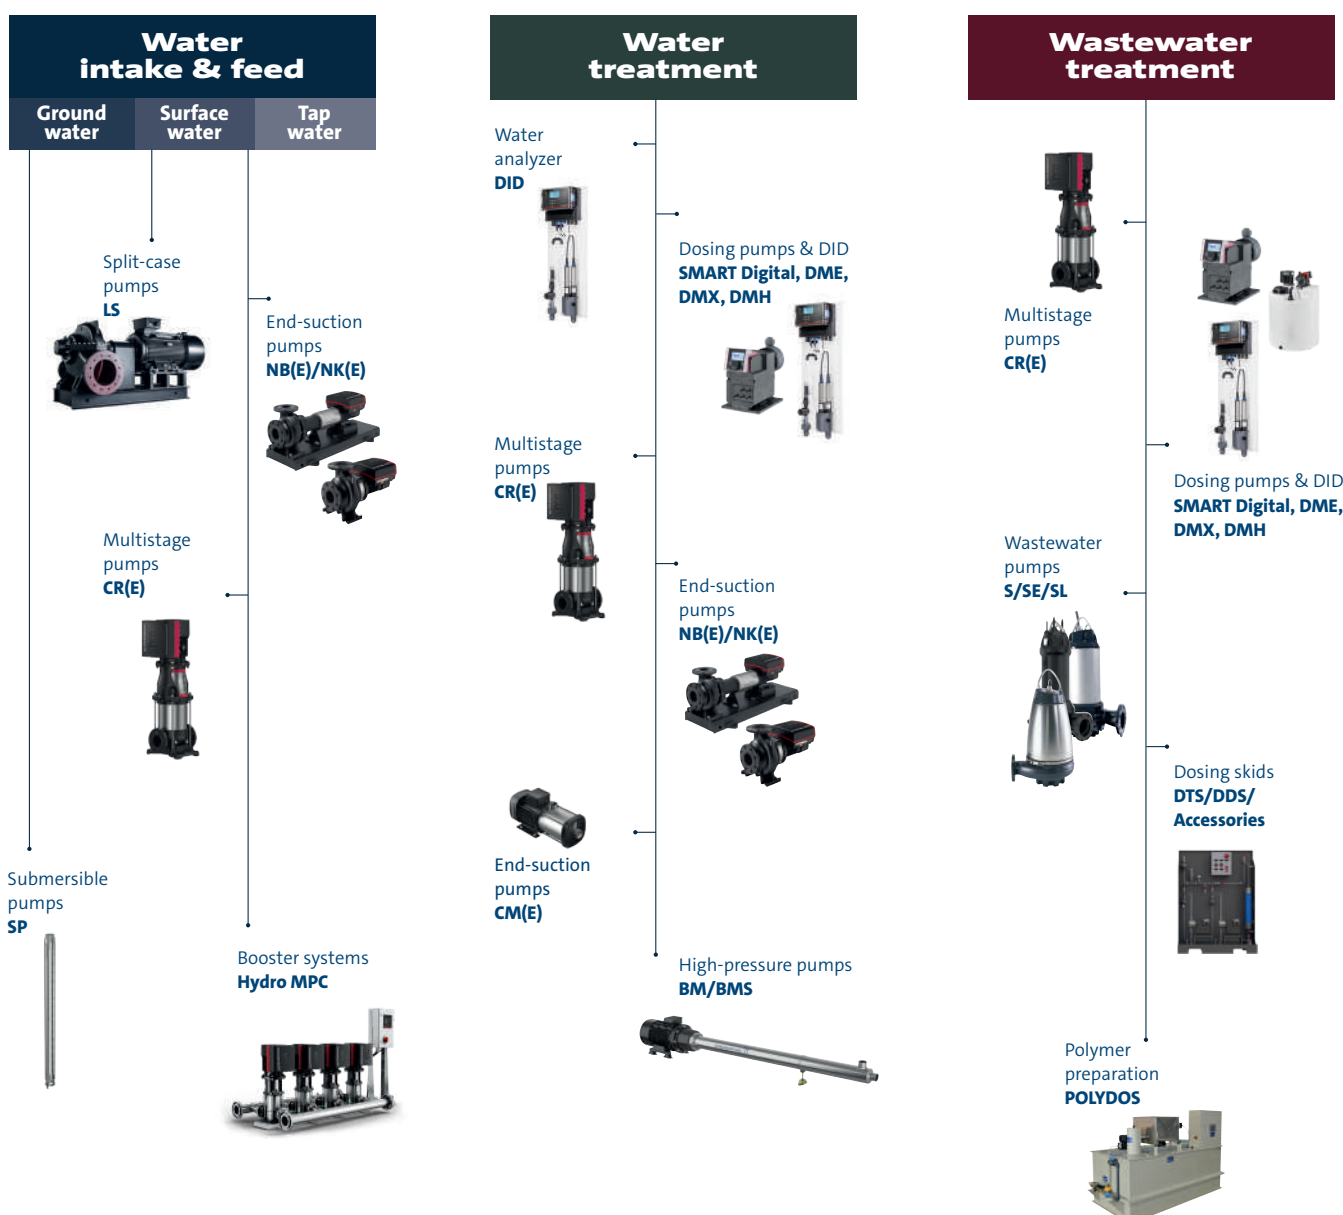 Water
intake & feed
Ground
water
Surface
water
Tap
water
Split-case
pumps
LS
End-suction
pumps
NB(E)/NK(E)
Multistage
pumps
CR(E)
Submersible
pumps
SP
Booster systems
Hydro MPC
Water
treatment
Water
analyzer
DID
Dosing pumps & DID
SMART Digital, DME,
DMX, DMH
Multistage
pumps
CR(E)
End-suction
pumps
NB(E)/NK(E)
End-suction
pumps
CM(E)
High-pressure pumps
BM/BMS
Wastewater
treatment
Multistage
pumps
CR(E)
Dosing pumps & DID
SMART Digital, DME,
DMX, DMH
Wastewater
pumps
S/SE/SL
Dosing skids
DTS/DDS/
Accessories
Polymer
preparation
POLYDOS